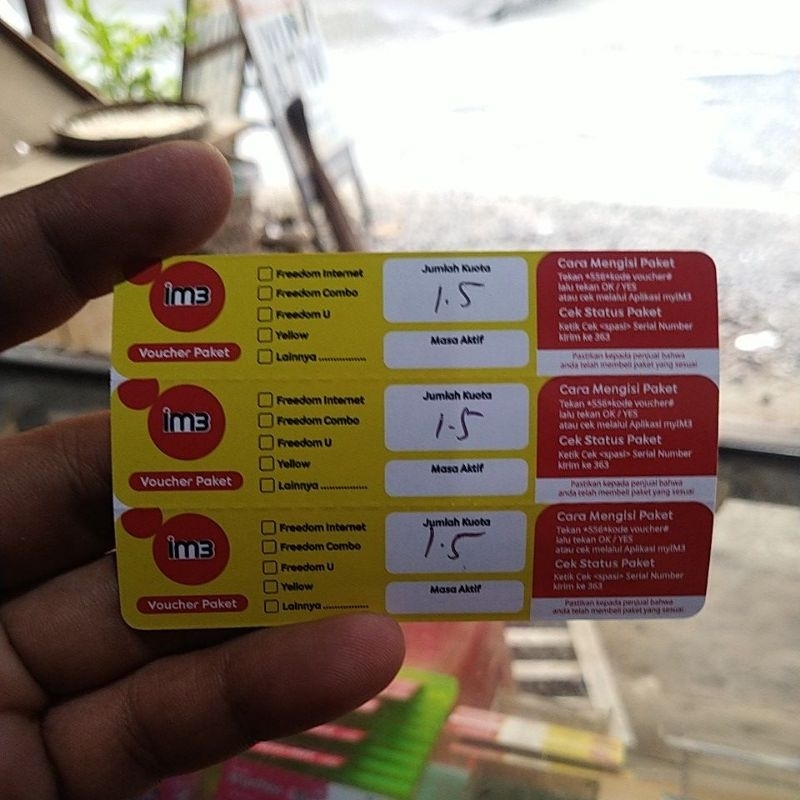 im3
Voucher Paket
Freedom Internet
Freedom Combo
Freedom U
Yellow
Lainnya ................
Jumlah Kuota
1.5
Masa Aktif
Cara Mengisi Paket
Tekan *556*kode voucher#
lalu tekan OK / YES
atau cek melalui Aplikasi myIM3
Cek Status Paket
Ketik Cek <spasi> Serial Number
kirim ke 363
Pastikan kepada penjual bahwa
anda telah membeli paket yang sesuai
im3
Voucher Paket
Freedom Internet
Freedom Combo
Freedom U
Yellow
Lainnya ................
Jumlah Kuota
1.5
Masa Aktif
Cara Mengisi Paket
Tekan *556*kode voucher#
lalu tekan OK / YES
atau cek melalui Aplikasi myIM3
Cek Status Paket
Ketik Cek <spasi> Serial Number
kirim ke 363
Pastikan kepada penjual bahwa
anda telah membeli paket yang sesuai
im3
Voucher Paket
Freedom Internet
Freedom Combo
Freedom U
Yellow
Lainnya ................
Jumlah Kuota
1.5
Masa Aktif
Cara Mengisi Paket
Tekan *556*kode voucher#
lalu tekan OK / YES
atau cek melalui Aplikasi myIM3
Cek Status Paket
Ketik Cek <spasi> Serial Number
kirim ke 363
Pastikan kepada penjual bahwa
anda telah membeli paket yang sesuai